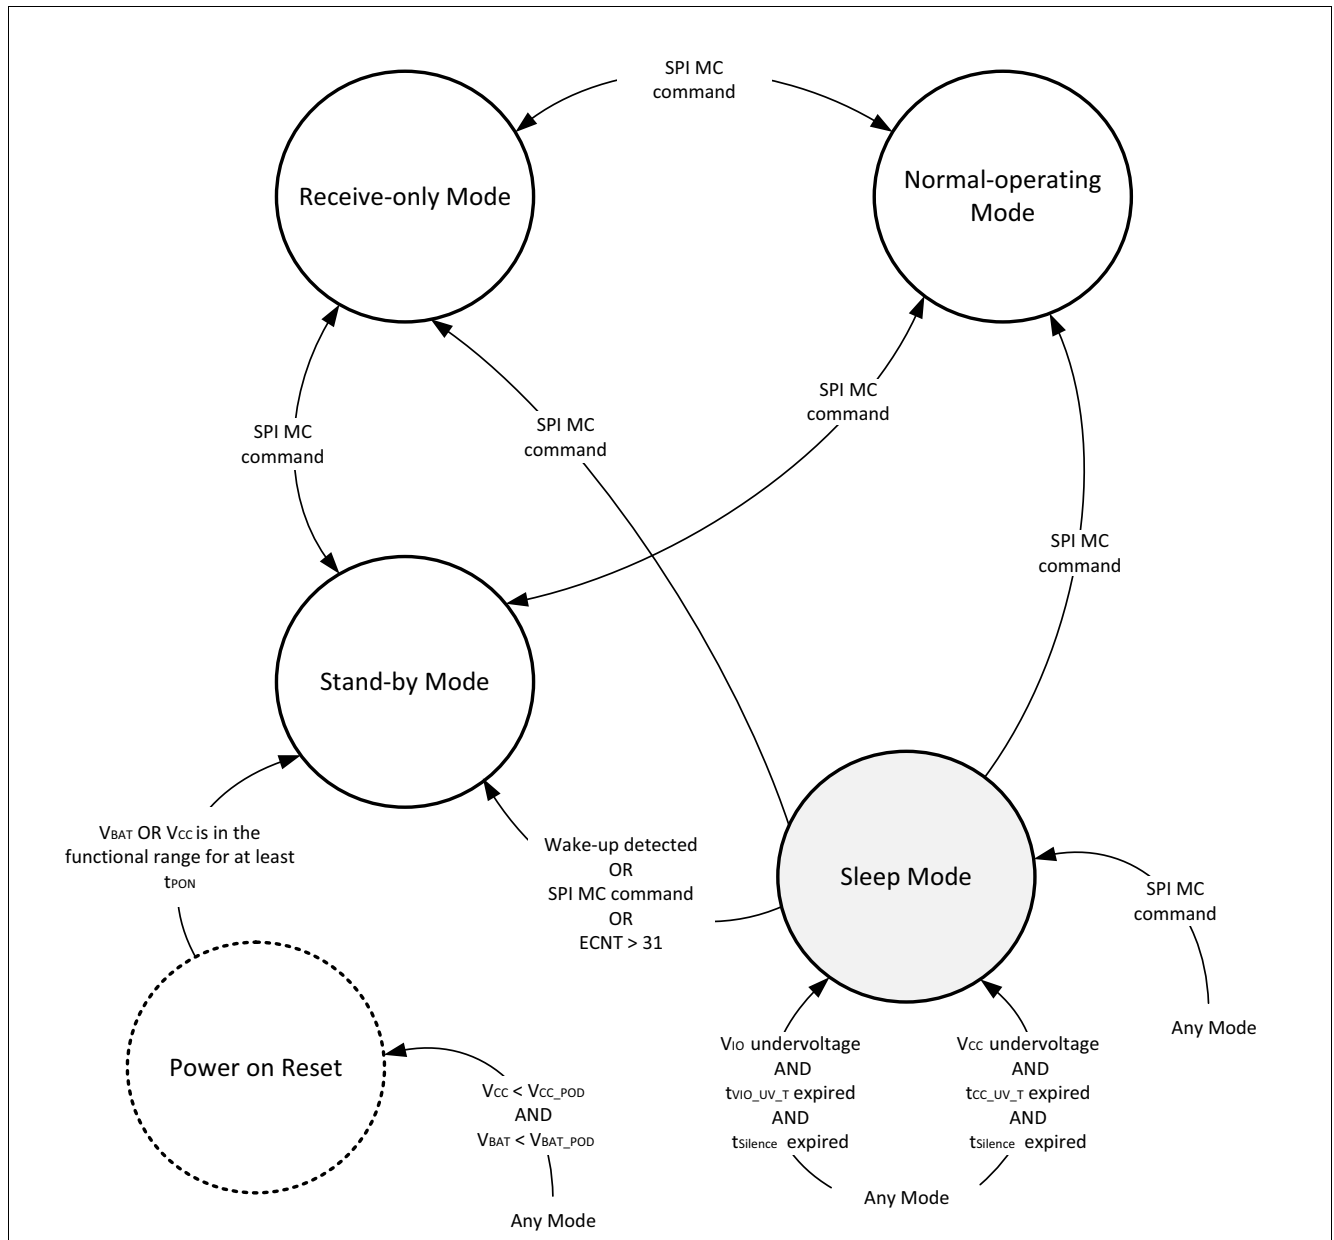 SPI MC
command
Receive-only Mode
Normal-operating
Mode
SPI MC
command
SPI MC
command
SPI MC
command
SPI MC
command
Stand-by Mode
VBAT OR VCC is in the
functional range for at least
tPON
Wake-up detected
OR
SPI MC command
OR
ECNT > 31
Sleep Mode
SPI MC
command
Any Mode
Power on Reset
VCC < VCC_POD
AND
VBAT < VBAT_POD
Any Mode
VIO undervoltage
AND
tVIO_UV_T expired
AND
tSilence expired
VCC undervoltage
AND
tCC_UV_T expired
AND
tSilence expired
Any Mode